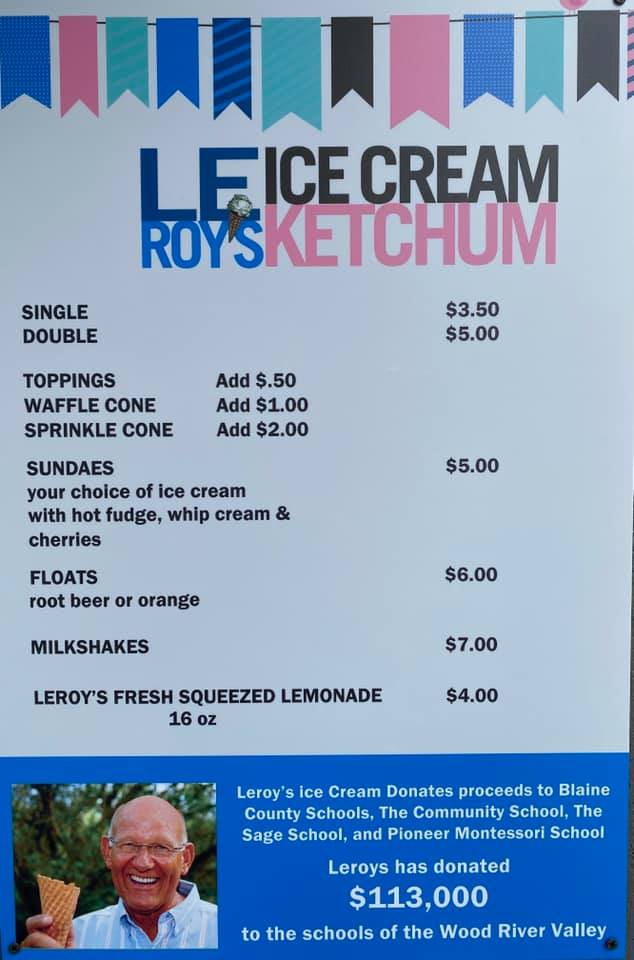 LE ICE CREAM
ROY'S KETCHUM
SINGLE $3.50
DOUBLE $5.00
TOPPINGS Add $.50
WAFFLE CONE Add $1.00
SPRINKLE CONE Add $2.00
SUNDAES $5.00
your choice of ice cream
with hot fudge, whip cream &
cherries
FLOATS $6.00
root beer or orange
MILKSHAKES $7.00
LEROY'S FRESH SQUEEZED LEMONADE $4.00
16 oz
Leroy's ice Cream Donates proceeds to Blaine
County Schools, The Community School, The
Sage School, and Pioneer Montessori School
Leroys has donated
$113,000
to the schools of the Wood River Valley